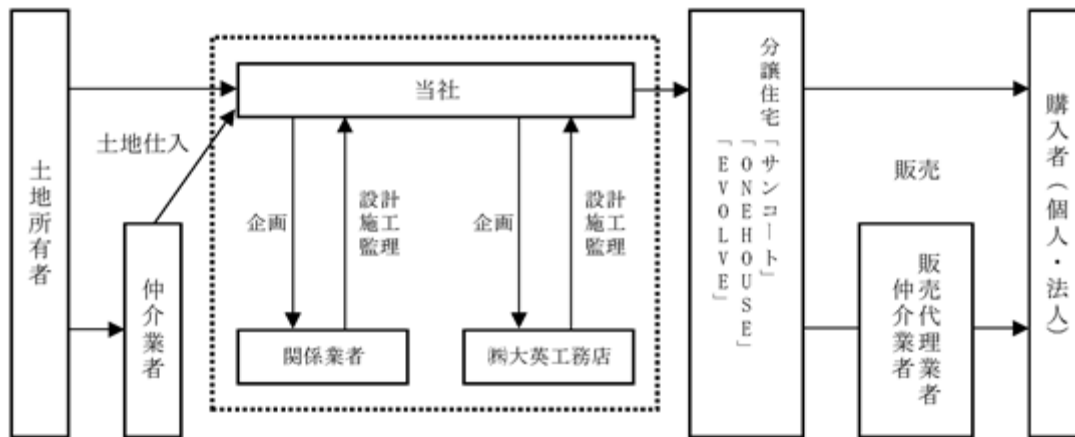 土地所有者
土地仕入
仲介業者
当社
企画
設計
施工
監理
企画
設計
施工
監理
関係業者
㈱大英工務店
分譲住宅「サンコート」
「ONEHOUSE」
「EVOLVE」
販売
販売代理業者
仲介業者
購入者(個人・法人)